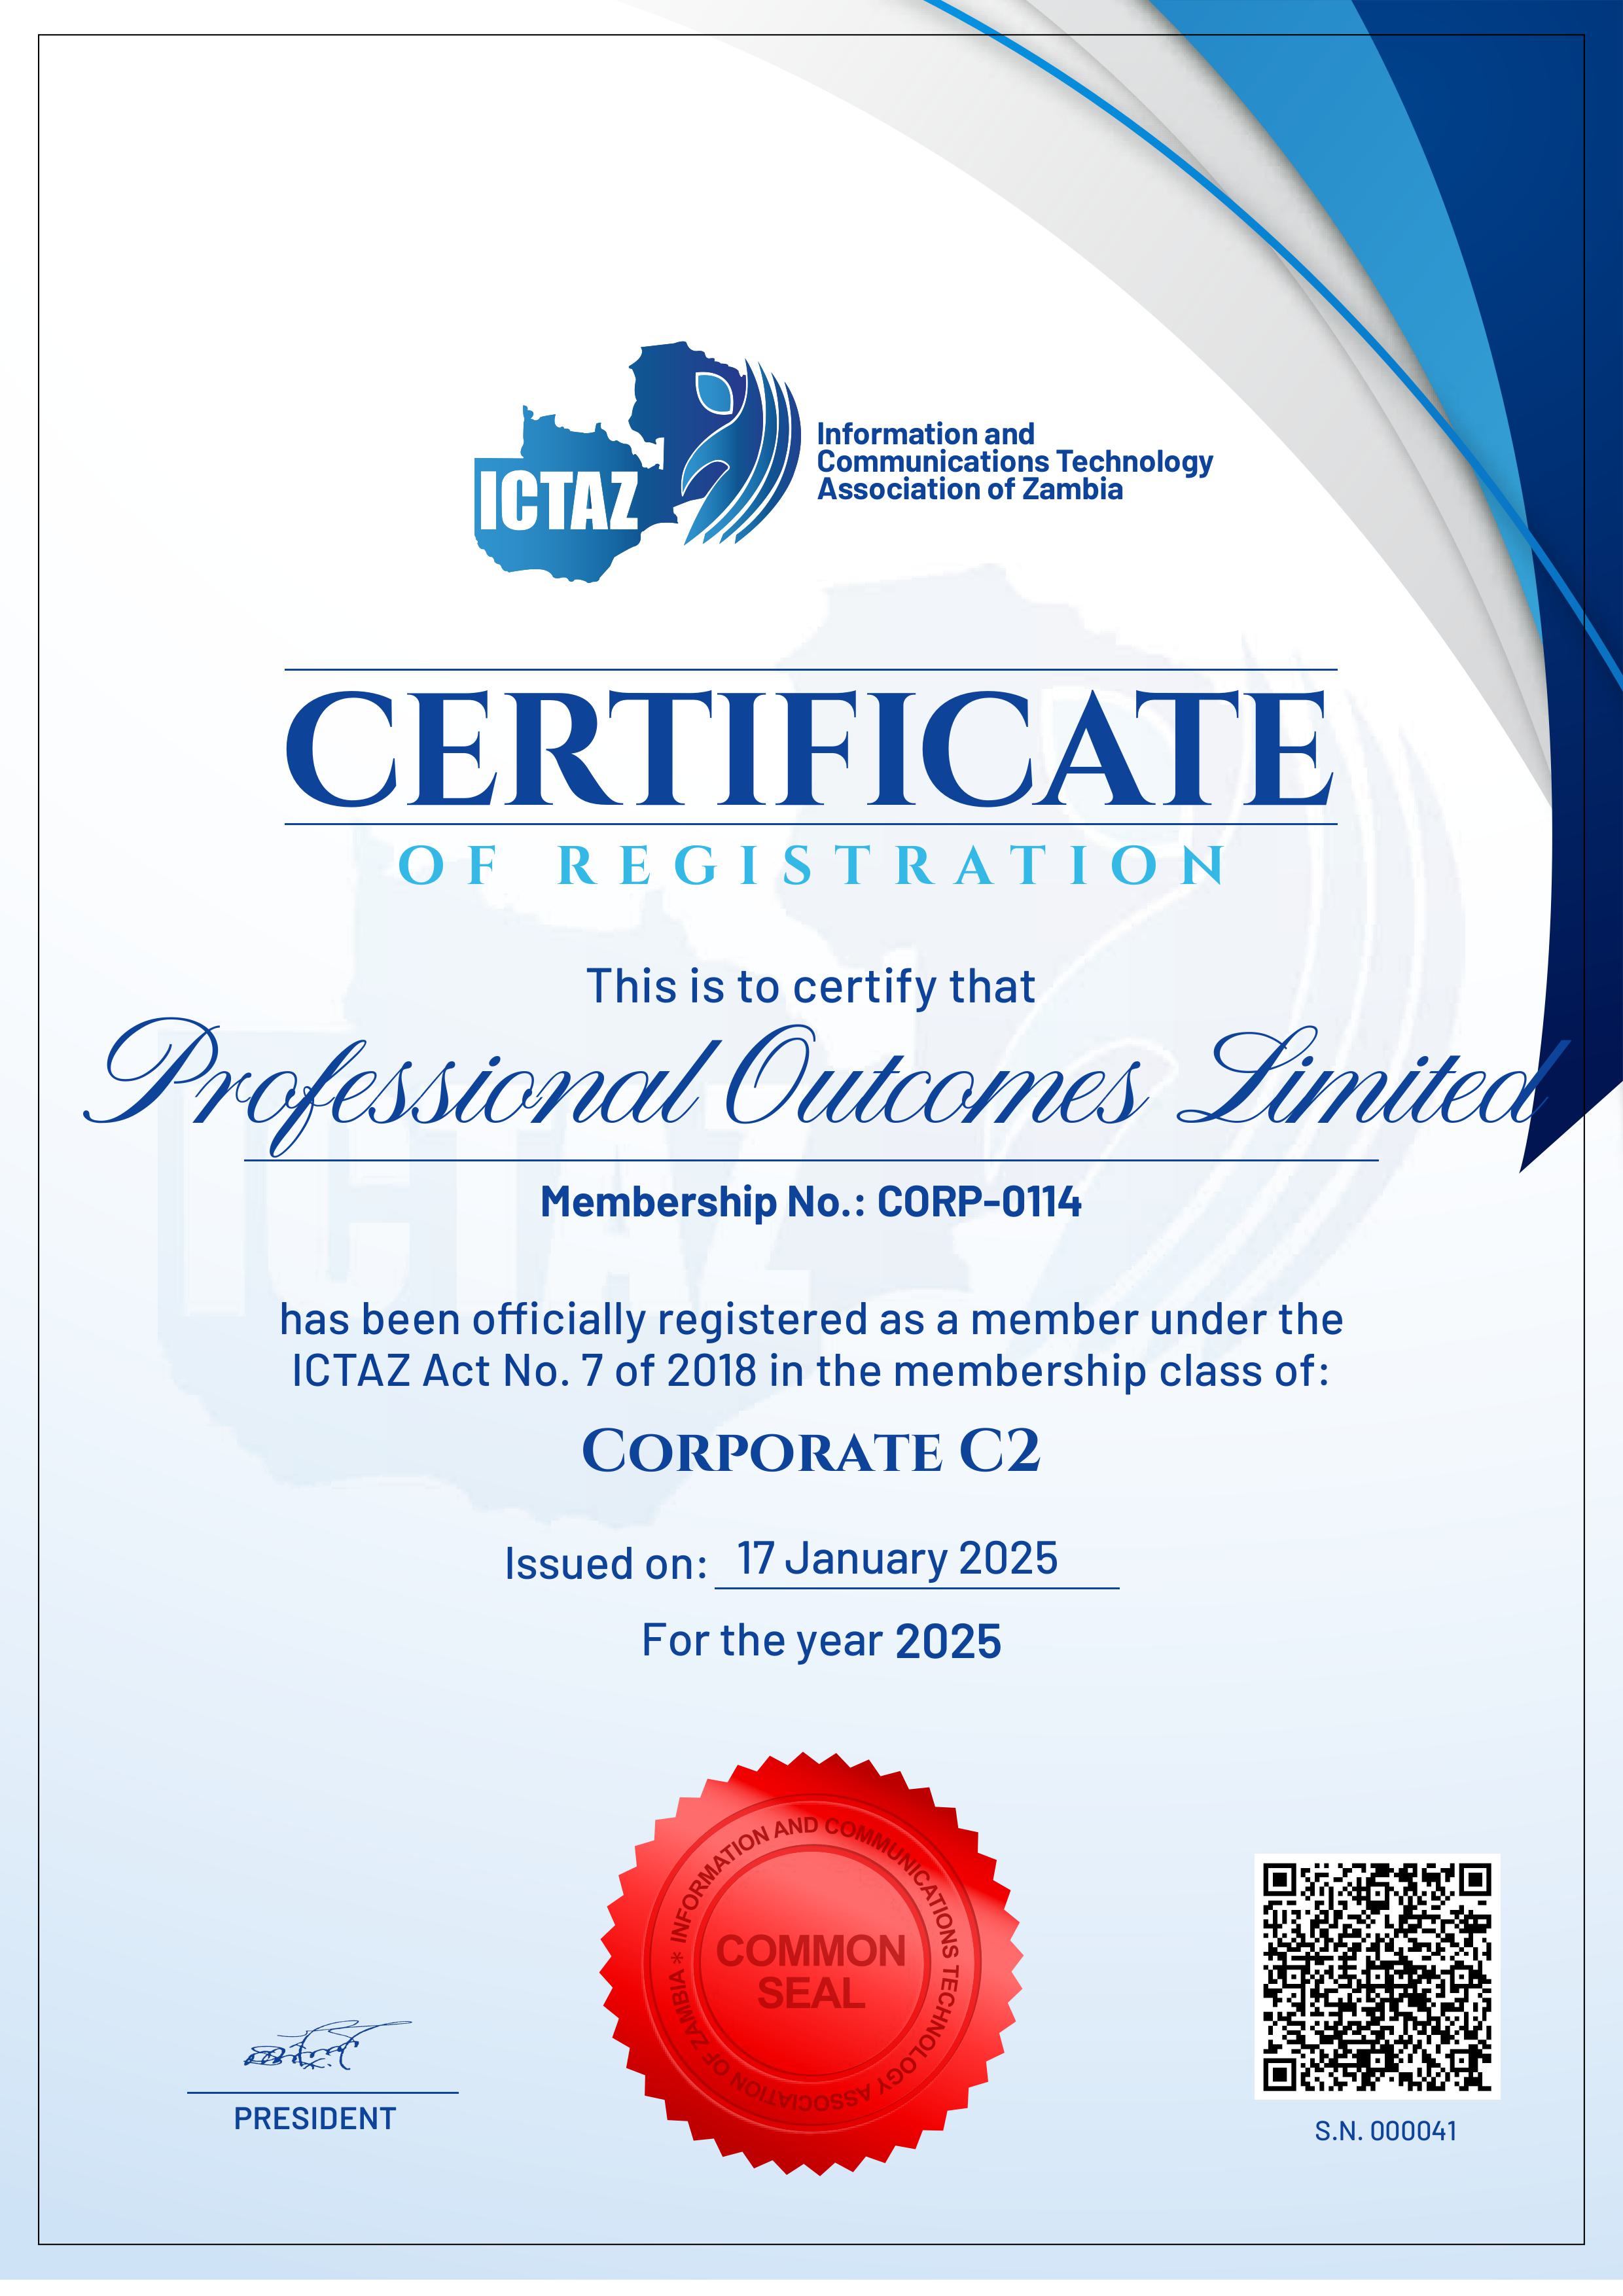 ICTAZ
Information and
Communications Technology
Association of Zambia
CERTIFICATE
OF REGISTRATION
This is to certify that
Professional Outcomes Limited
Membership No.: CORP-0114
has been officially registered as a member under the
ICTAZ Act No. 7 of 2018 in the membership class of:
CORPORATE C2
Issued on: 17 January 2025
For the year 2025
INFORMATION AND COMMUNICATIONS TECHNOLOGY ASSOCIATION OF ZAMBIA *
COMMON
SEAL
PRESIDENT
S.N. 000041